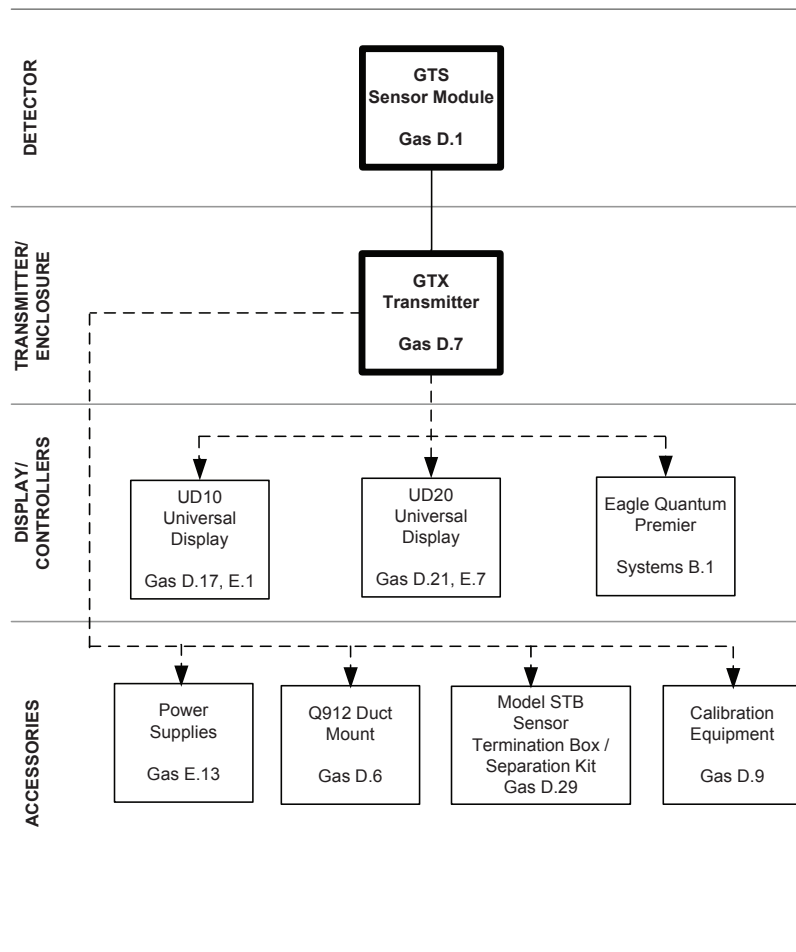 DETECTOR
GTS
Sensor Module
Gas D.1
TRANSMITTER/
ENCLOSURE
GTX
Transmitter
Gas D.7
DISPLAY/
CONTROLLERS
UD10
Universal
Display
Gas D.17, E.1
UD20
Universal
Display
Gas D.21, E.7
Eagle Quantum
Premier
Systems B.1
ACCESSORIES
Power
Supplies
Gas E.13
Q912 Duct
Mount
Gas D.6
Model STB
Sensor
Termination Box /
Separation Kit
Gas D.29
Calibration
Equipment
Gas D.9